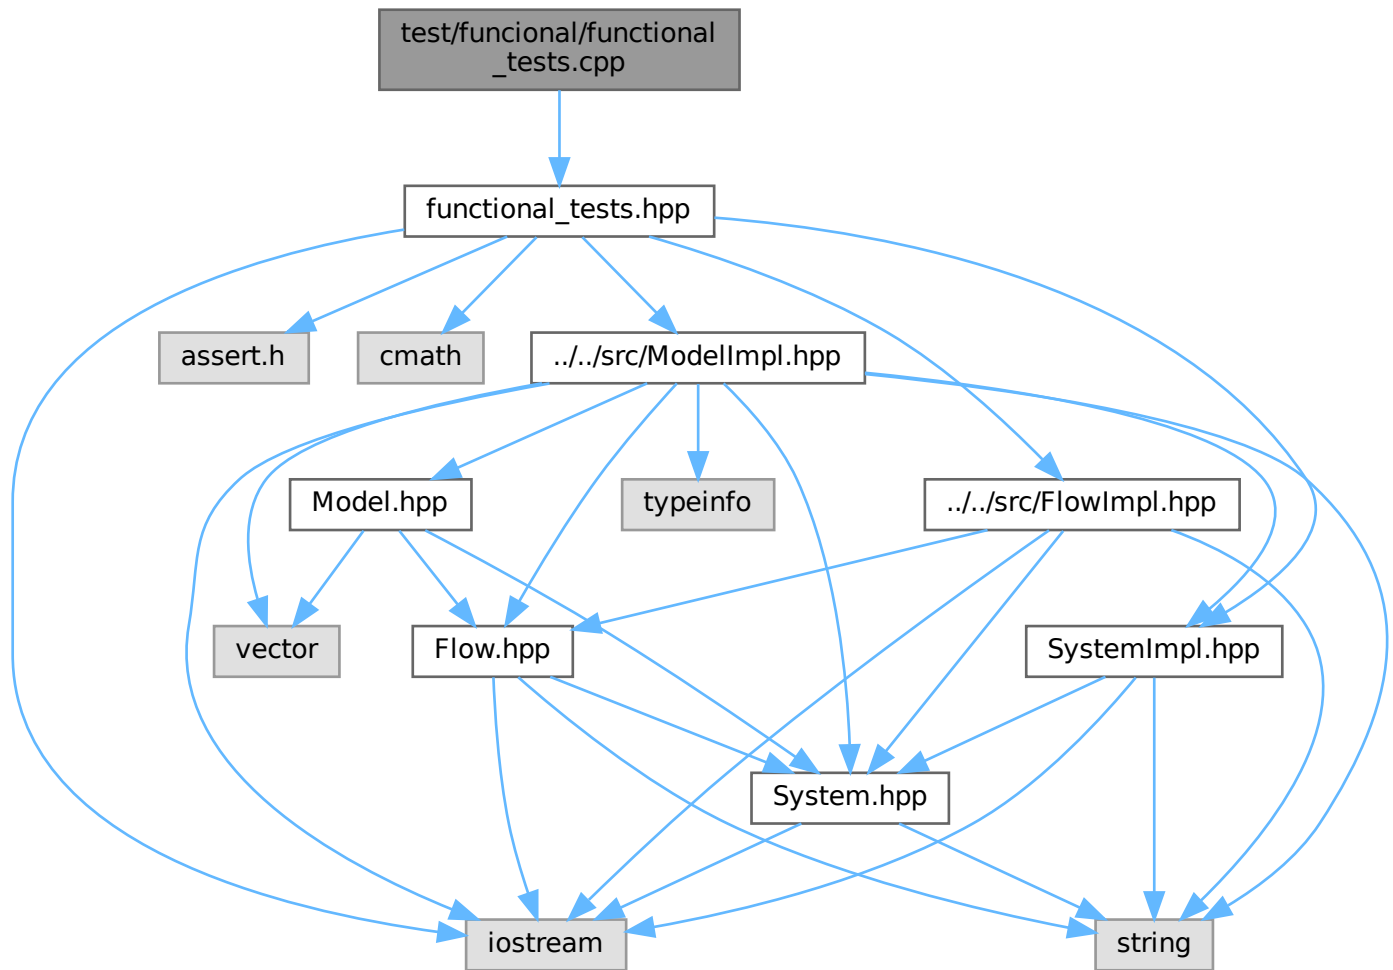 test/funcional/functional
_tests.cpp
functional_tests.hpp
assert.h
cmath
../../src/ModelImpl.hpp
Model.hpp
typeinfo
../../src/FlowImpl.hpp
vector
Flow.hpp
SystemImpl.hpp
System.hpp
iostream
string